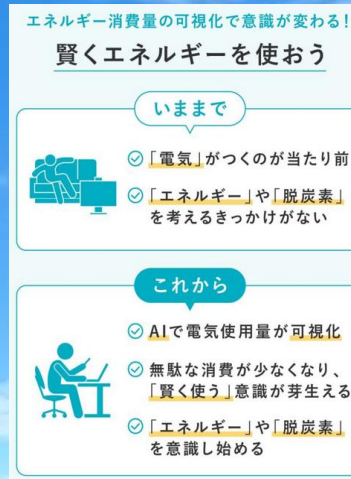 エネルギー消費量の可視化で意識が変わる!
賢くエネルギーを使おう
いままで
「電気」がつくのが当たり前
「エネルギー」や「脱炭素」
を考えるきっかけがない
これから
AIで電気使用量が可視化
無駄な消費が少なくなり、
「賢く使う」意識が芽生える
「エネルギー」や「脱炭素」
を意識し始める